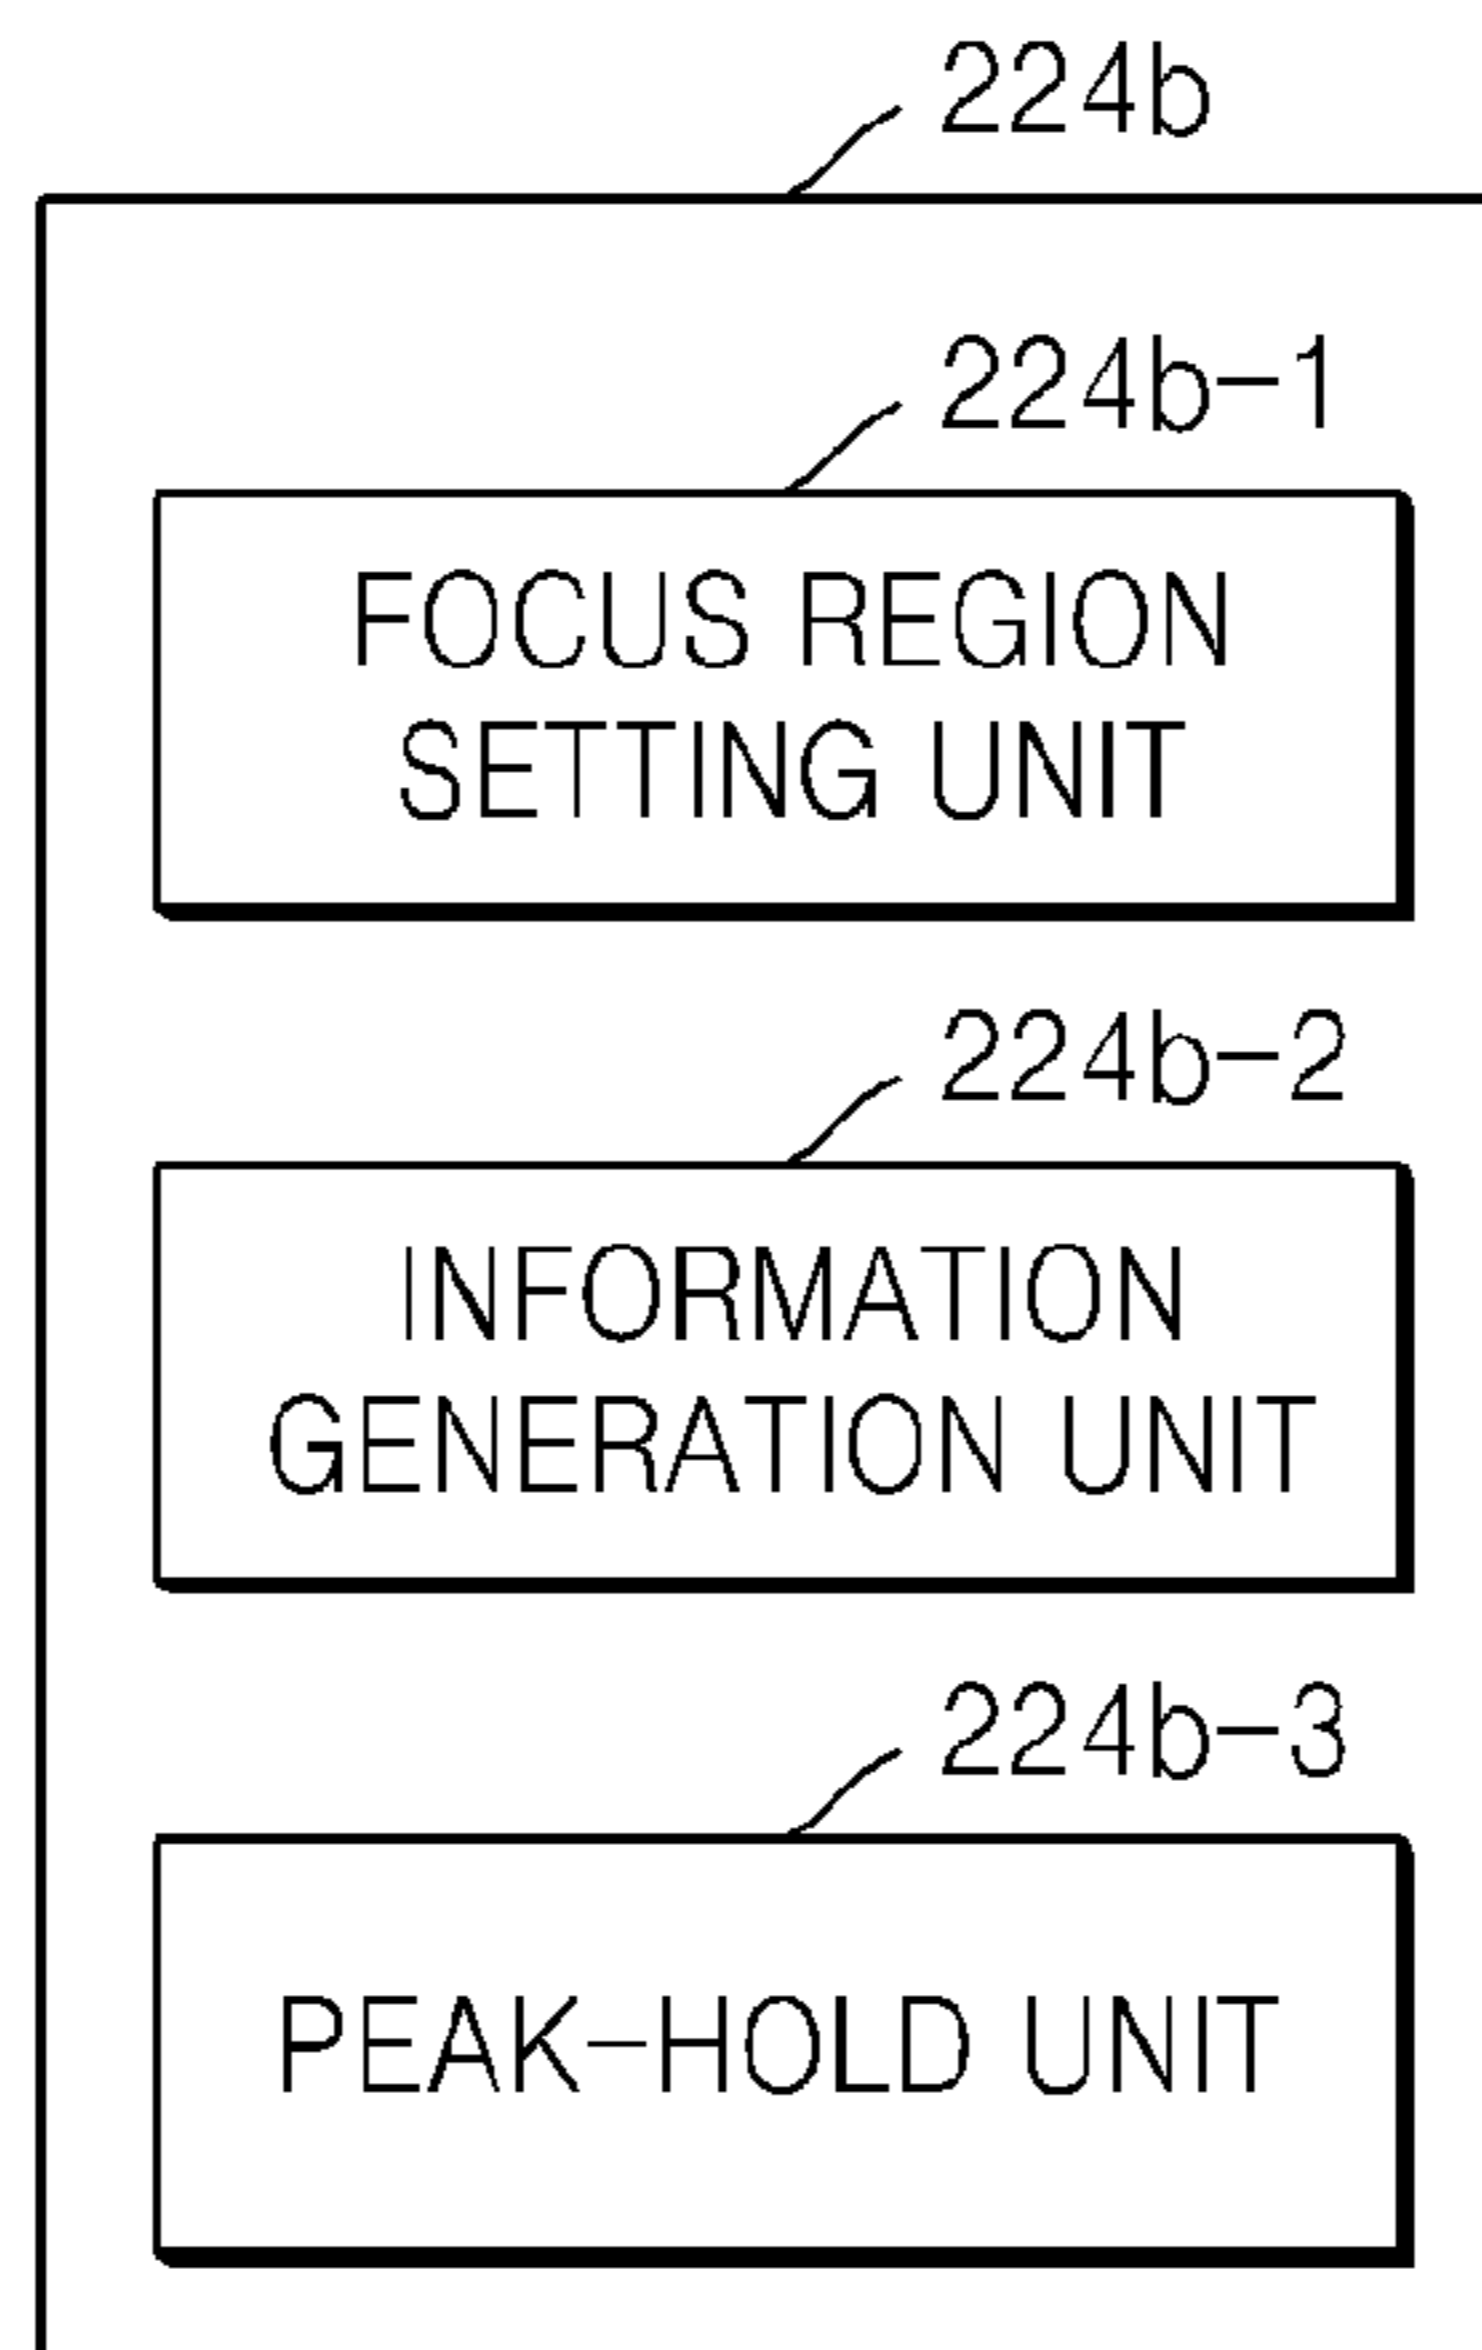 224b
224b-1
FOCUS REGION
SETTING UNIT
224b-2
INFORMATION
GENERATION UNIT
224b-3
PEAK-HOLD UNIT